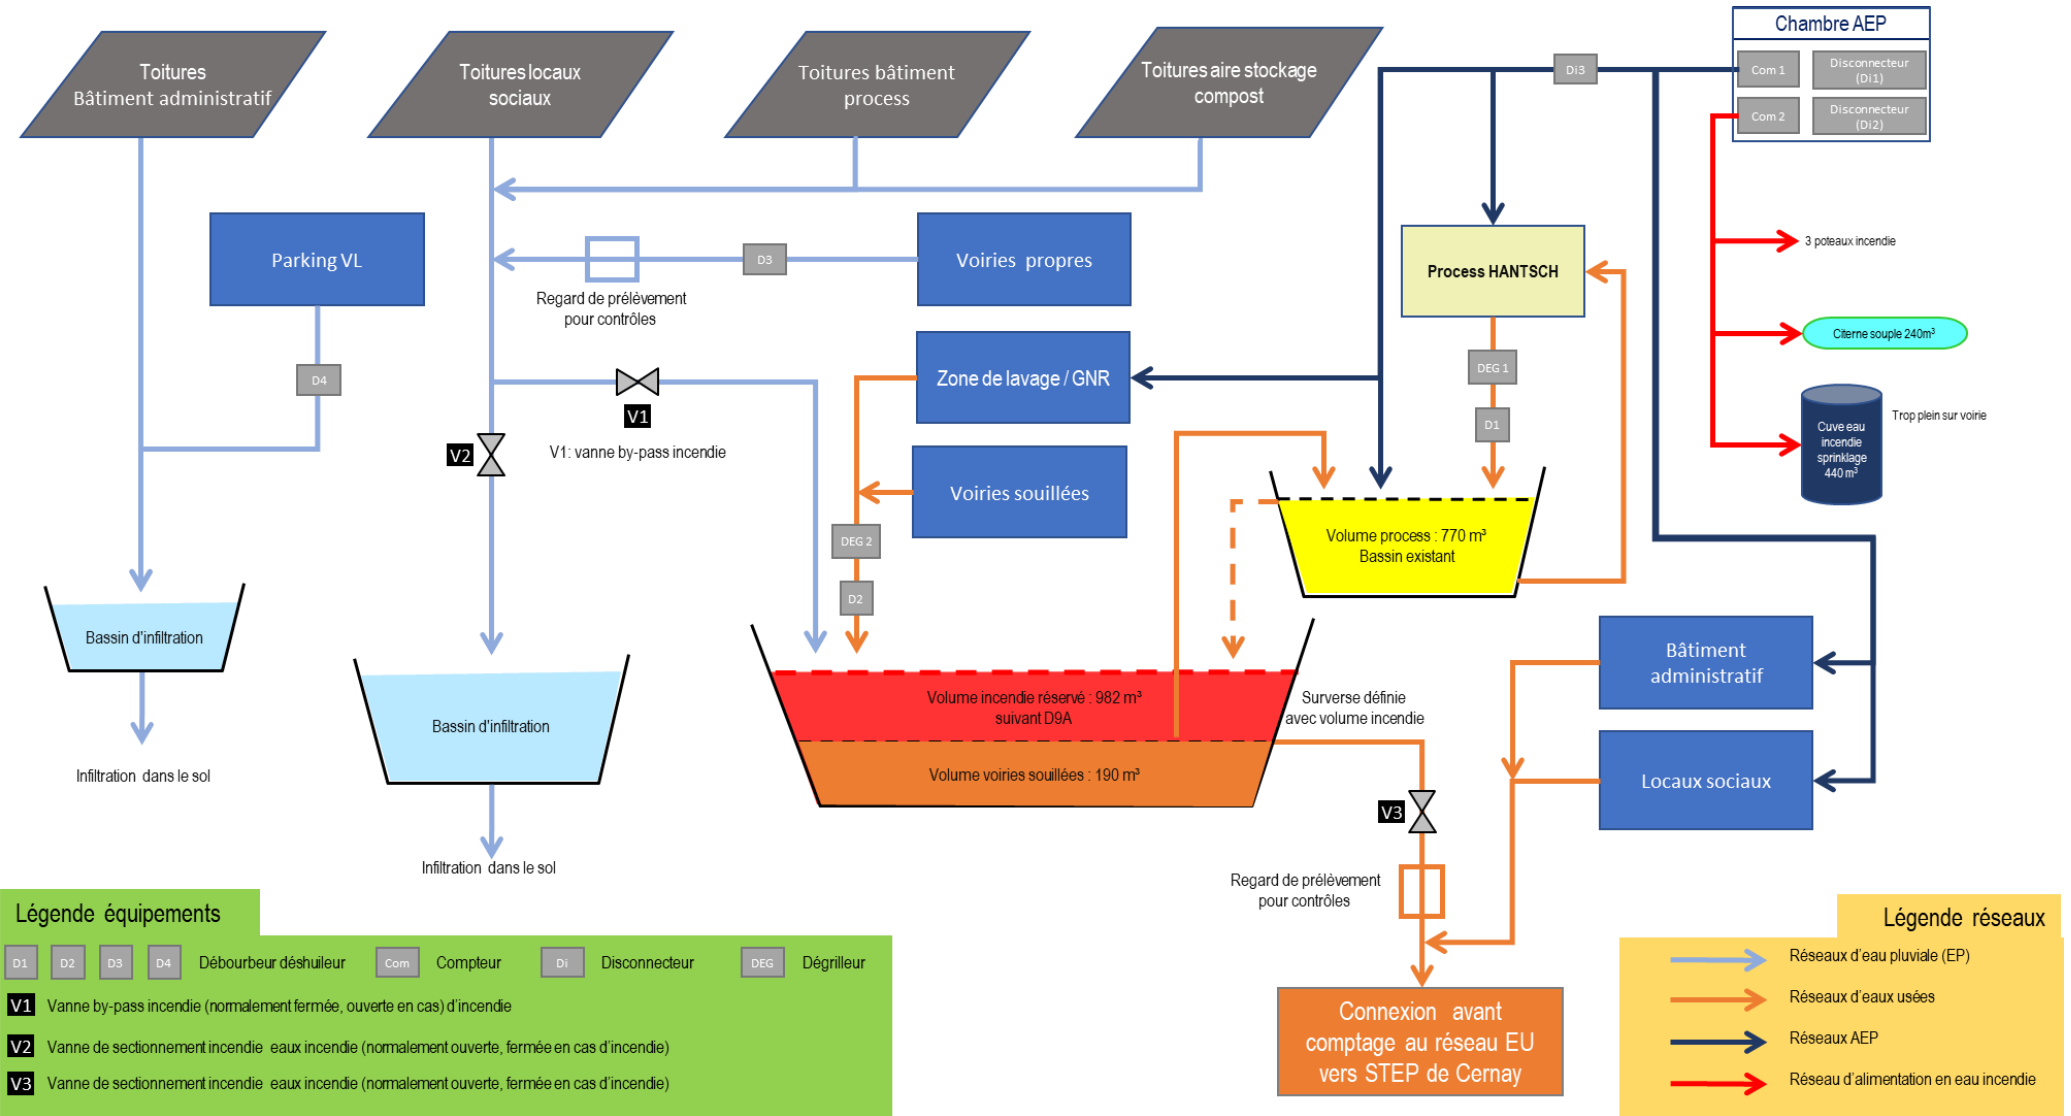 Toitures
Bâtiment administratif
Toitures locaux
sociaux
Toitures bâtiment
process
Toitures aire stockage
compost
Chambre AEP
Com 1
Disconnecteur
(Di1)
Com 2
Disconnecteur
(Di2)
Di3
Parking VL
Voiries propres
D3
Regard de prélèvement
pour contrôles
Process HANTSCH
3 poteaux incendie
Citerne souple 240m³
Cuve eau
incendie
sprinklage
440 m³
Trop plein sur voirie
D4
V1
V1: vanne by-pass incendie
V2
Zone de lavage / GNR
Voiries souillées
DEG 1
D1
DEG 2
D2
Volume process : 770 m³
Bassin existant
Bassin d'infiltration
Infiltration dans le sol
Bassin d'infiltration
Infiltration dans le sol
Volume incendie réservé : 982 m³
suivant D9A
Volume voiries souillées : 190 m³
Surverse définie
avec volume incendie
V3
Regard de prélèvement
pour contrôles
Bâtiment
administratif
Locaux sociaux
Connexion avant
comptage au réseau EU
vers STEP de Cernay
Légende équipements
D1 D2 D3 D4 Débourbeur déshuileur Com Compteur Di Disconnecteur DEG Dégrilleur
V1 Vanne by-pass incendie (normalement fermée, ouverte en cas) d'incendie
V2 Vanne de sectionnement incendie eaux incendie (normalement ouverte, fermée en cas d'incendie)
V3 Vanne de sectionnement incendie eaux incendie (normalement ouverte, fermée en cas d'incendie)
Légende réseaux
Réseaux d'eau pluviale (EP)
Réseaux d'eaux usées
Réseaux AEP
Réseau d'alimentation en eau incendie